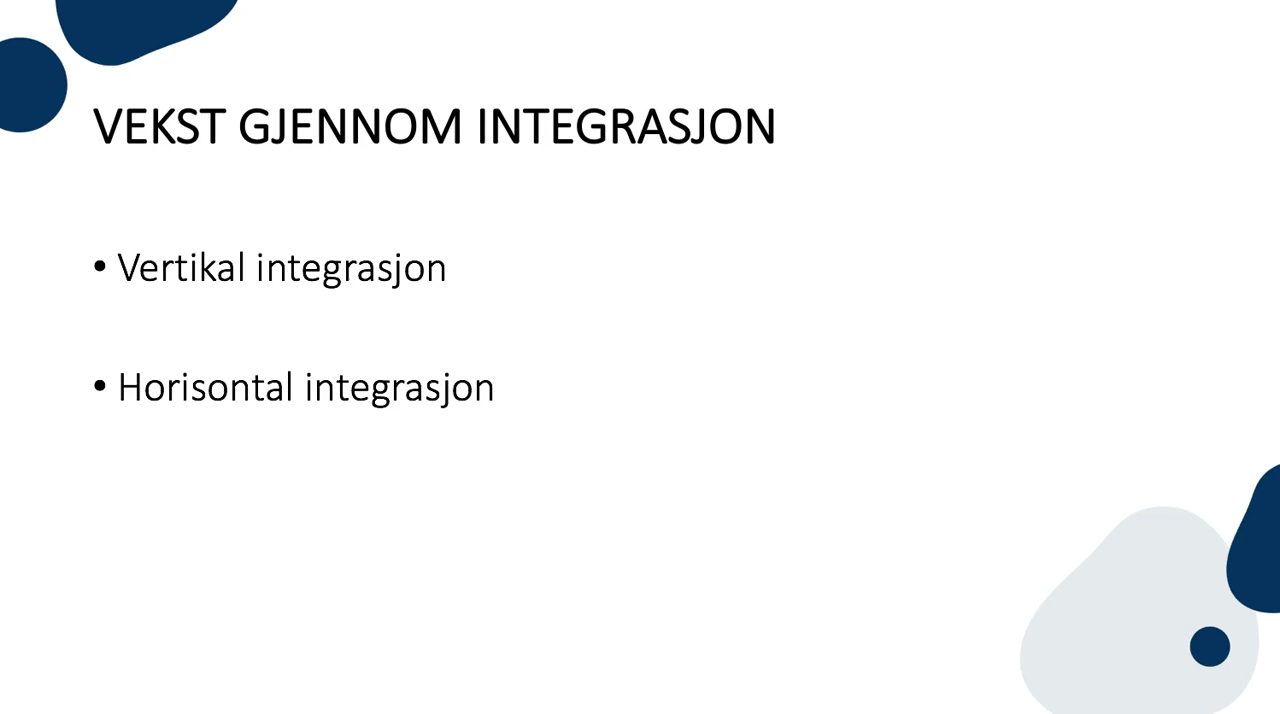 VEKST GJENNOM INTEGRASJON
• Vertikal integrasjon
• Horisontal integrasjon